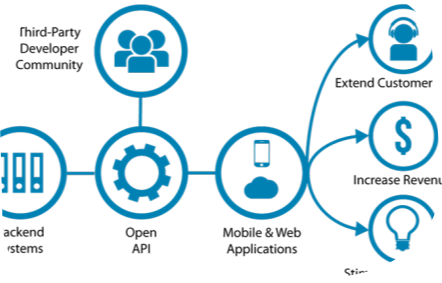 Third-Party
Developer
Community
Extend Customer
$
Increase Revenu
ackend
ystems
Open
API
Mobile & Web
Applications